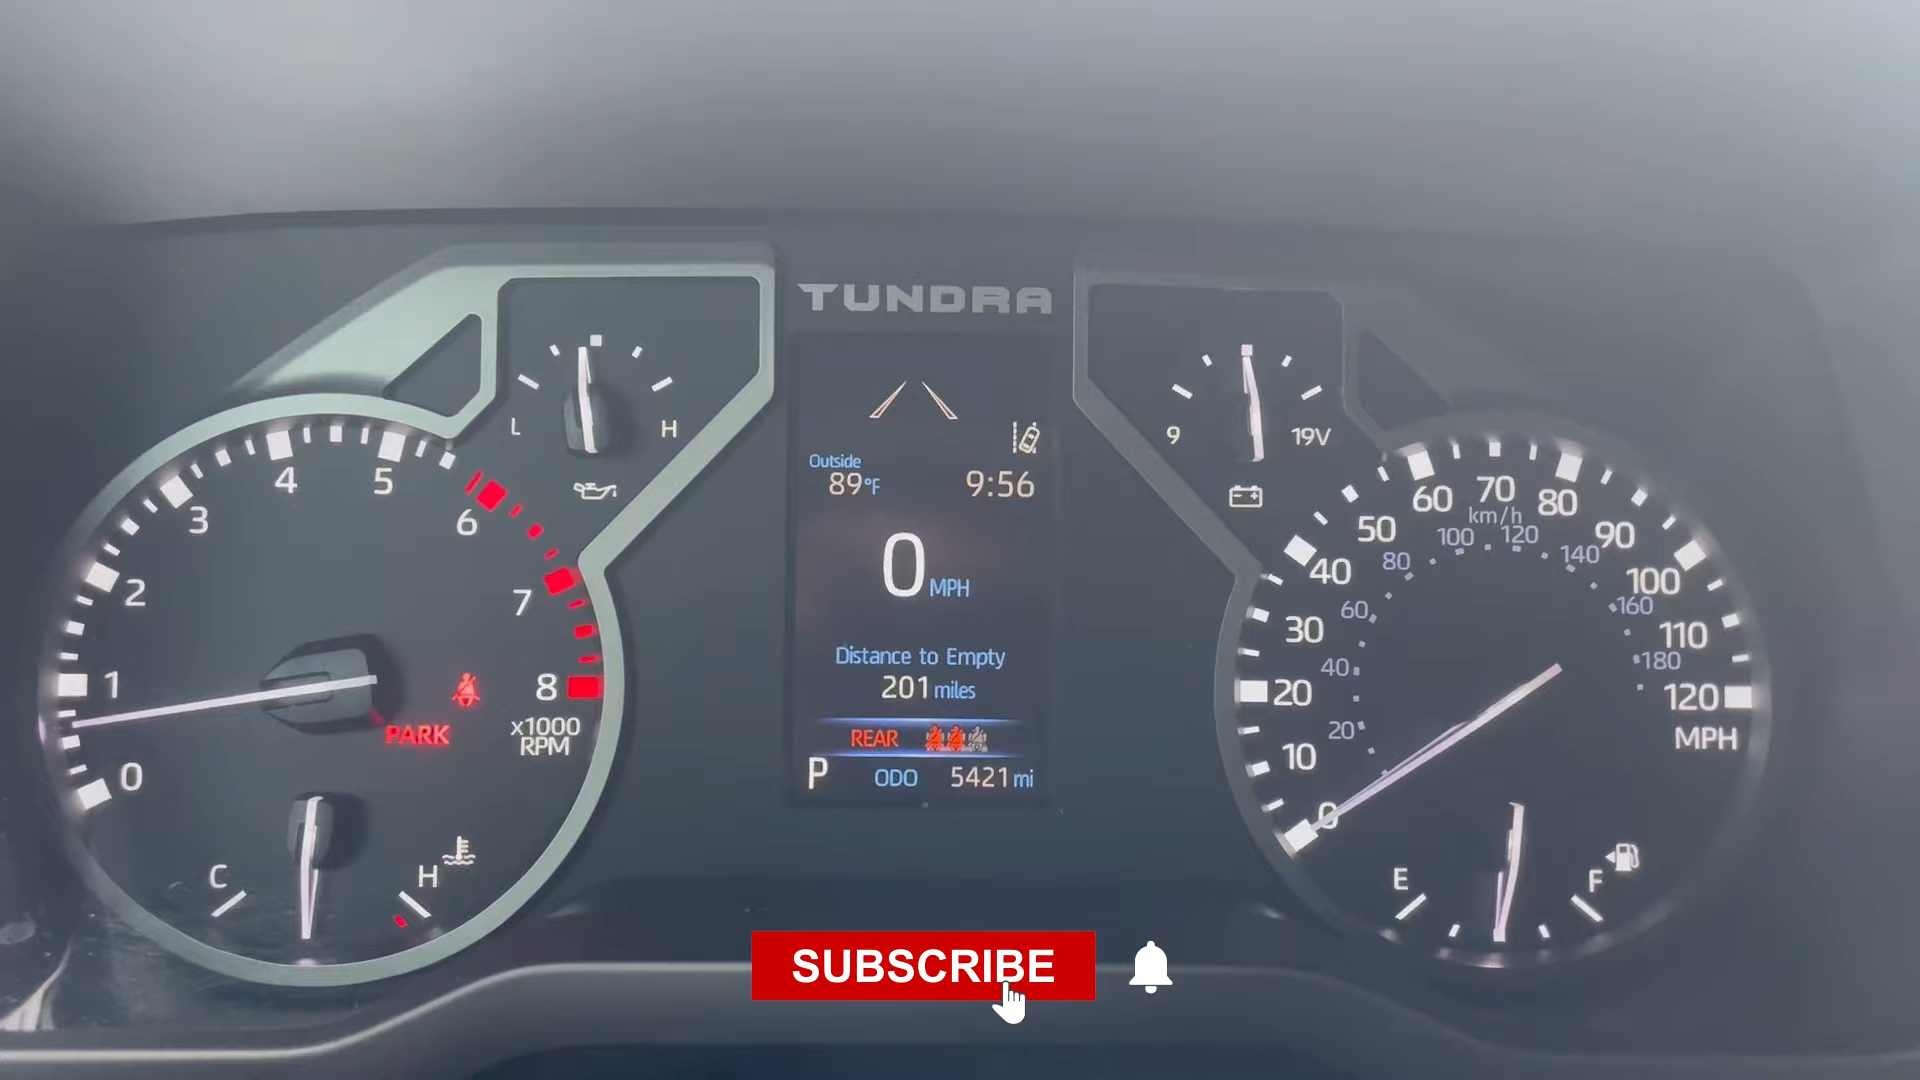 TUNDRA
L
H
9
19V
Outside
89°F
9:56
0 MPH
Distance to Empty
201 miles
REAR
P ODO 5421 mi
0
1
2
3
4
5
6
7
8
x1000
RPM
PARK
C
H
0
10
20
30
40
50
60
70
80
90
100
110
120
MPH
km/h
20
40
60
80
100
120
140
160
180
E
F
SUBSCRIBE